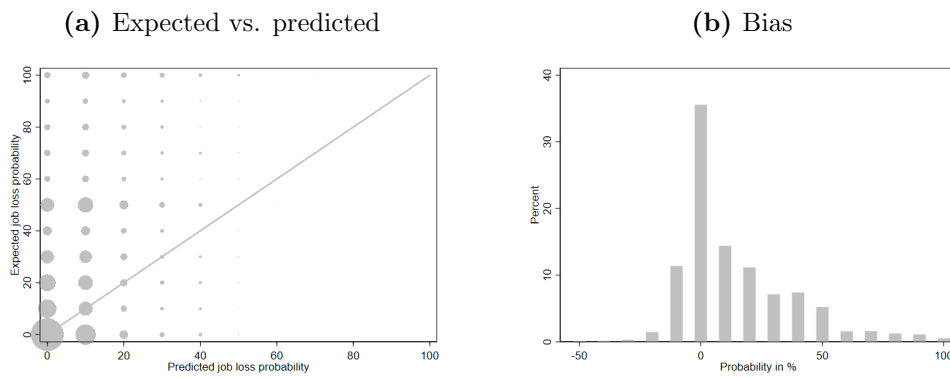 (a) Expected vs. predicted
(b) Bias
Expected job loss probability
100
80
60
40
20
0
0 20 40 60 80 100
Predicted job loss probability
Percent
40
30
20
10
0
-50 0 50 100
Probability in %